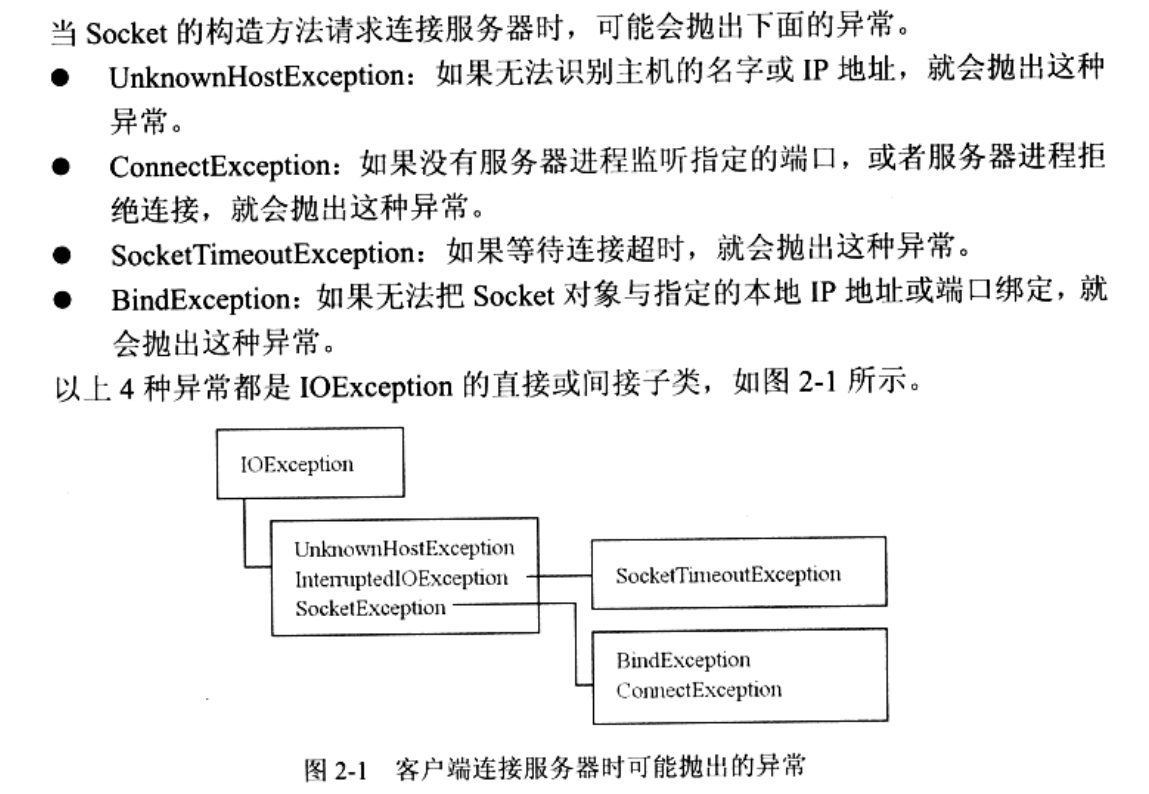 当 Socket 的构造方法请求连接服务器时，可能会抛出下面的异常。
● UnknownHostException：如果无法识别主机的名字或 IP 地址，就会抛出这种
异常。
● ConnectException：如果没有服务器进程监听指定的端口，或者服务器进程拒
绝连接，就会抛出这种异常。
● SocketTimeoutException：如果等待连接超时，就会抛出这种异常。
● BindException：如果无法把 Socket 对象与指定的本地 IP 地址或端口绑定，就
会抛出这种异常。
以上 4 种异常都是 IOException 的直接或间接子类，如图 2-1 所示。
IOException
UnknownHostException
InterruptedIOException
SocketException
SocketTimeoutException
BindException
ConnectException
图 2-1 客户端连接服务器时可能抛出的异常